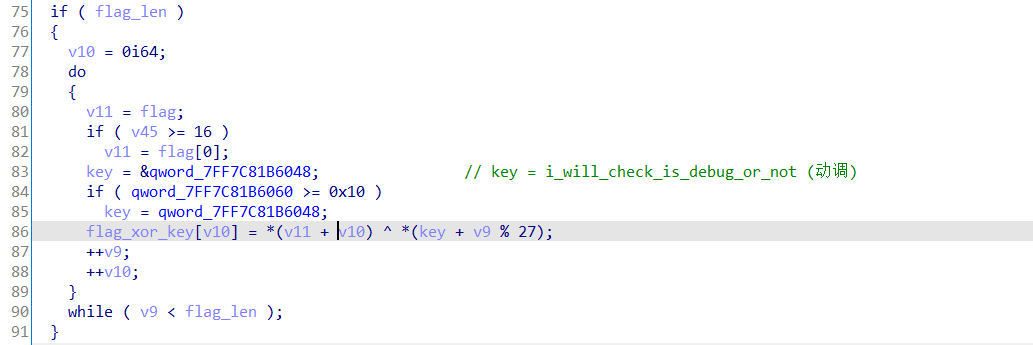 75 if ( flag_len )
76 {
77 v10 = 0i64;
78 do
79 {
80 v11 = flag;
81 if ( v45 >= 16 )
82 v11 = flag[0];
83 key = &qword_7FF7C81B6048; // key = i_will_check_is_debug_or_not (动调)
84 if ( qword_7FF7C81B6060 >= 0x10 )
85 key = qword_7FF7C81B6048;
86 flag_xor_key[v10] = *(v11 + v10) ^ *(key + v9 % 27);
87 ++v9;
88 ++v10;
89 }
90 while ( v9 < flag_len );
91 }